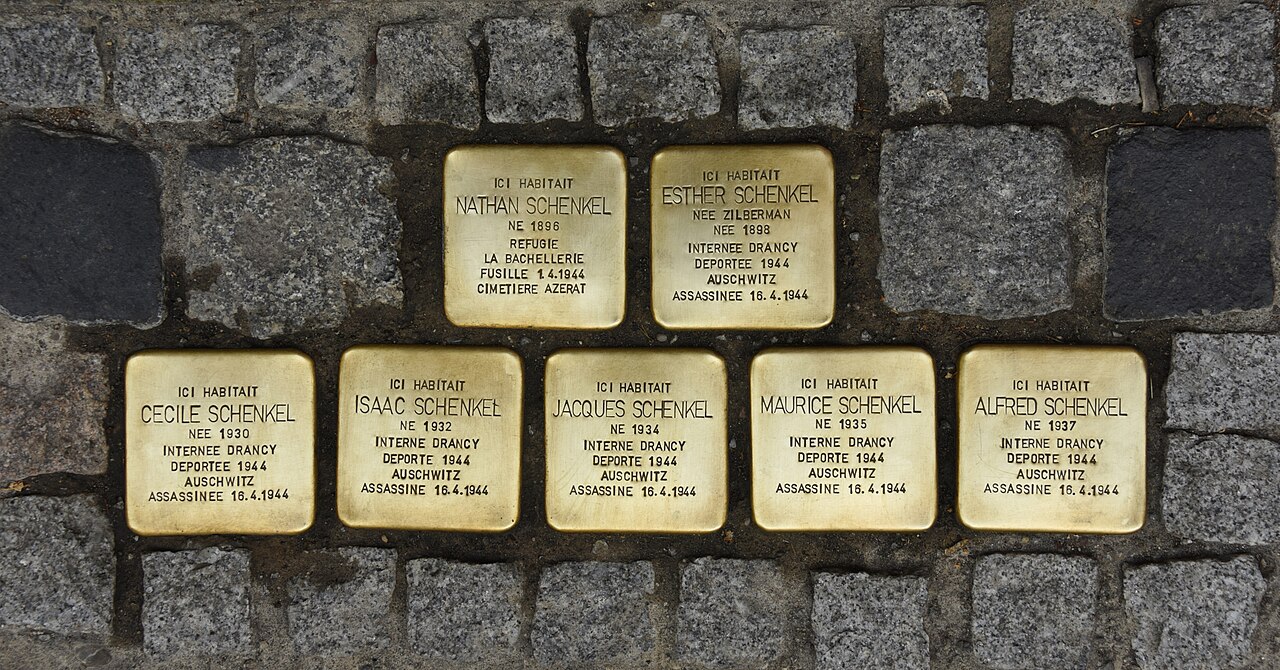 ICI HABITAIT
NATHAN SCHENKEL
NE 1896
REFUGIE
LA BACHELLERIE
FUSILLE 1.4.1944
CIMETIERE AZERAT
ICI HABITAIT
ESTHER SCHENKEL
NEE ZILBERMAN
NEE 1898
INTERNEE DRANCY
DEPORTEE 1944
AUSCHWITZ
ASSASSINEE 16.4.1944
ICI HABITAIT
CECILE SCHENKEL
NEE 1930
INTERNEE DRANCY
DEPORTEE 1944
AUSCHWITZ
ASSASSINEE 16.4.1944
ICI HABITAIT
ISAAC SCHENKEL
NE 1932
INTERNE DRANCY
DEPORTE 1944
AUSCHWITZ
ASSASSINE 16.4.1944
ICI HABITAIT
JACQUES SCHENKEL
NE 1934
INTERNE DRANCY
DEPORTE 1944
AUSCHWITZ
ASSASSINE 16.4.1944
ICI HABITAIT
MAURICE SCHENKEL
NE 1935
INTERNE DRANCY
DEPORTE 1944
AUSCHWITZ
ASSASSINE 16.4.1944
ICI HABITAIT
ALFRED SCHENKEL
NE 1937
INTERNE DRANCY
DEPORTE 1944
AUSCHWITZ
ASSASSINE 16.4.1944